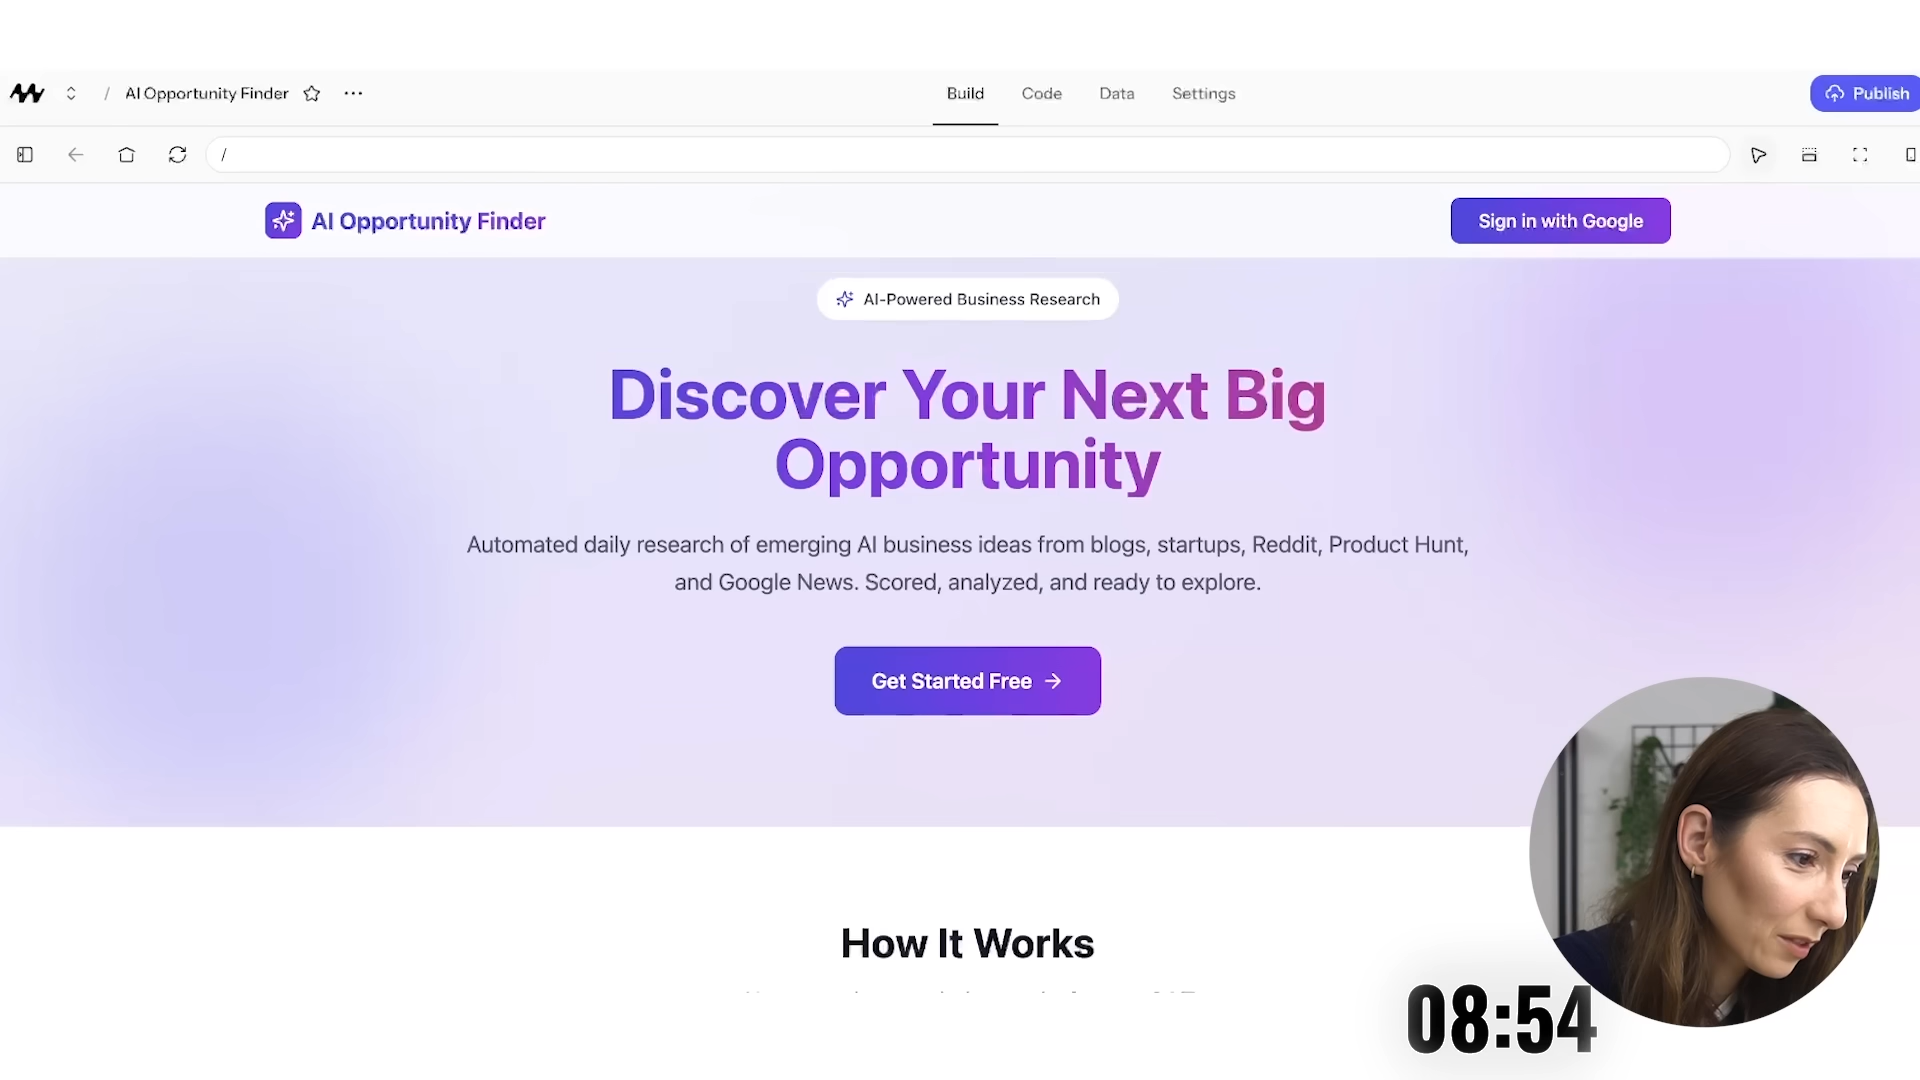 / AI Opportunity Finder
Build Code Data Settings
Publish
/
AI Opportunity Finder
Sign in with Google
AI-Powered Business Research
Discover Your Next Big
Opportunity
Automated daily research of emerging AI business ideas from blogs, startups, Reddit, Product Hunt,
and Google News. Scored, analyzed, and ready to explore.
Get Started Free
How It Works
08:54